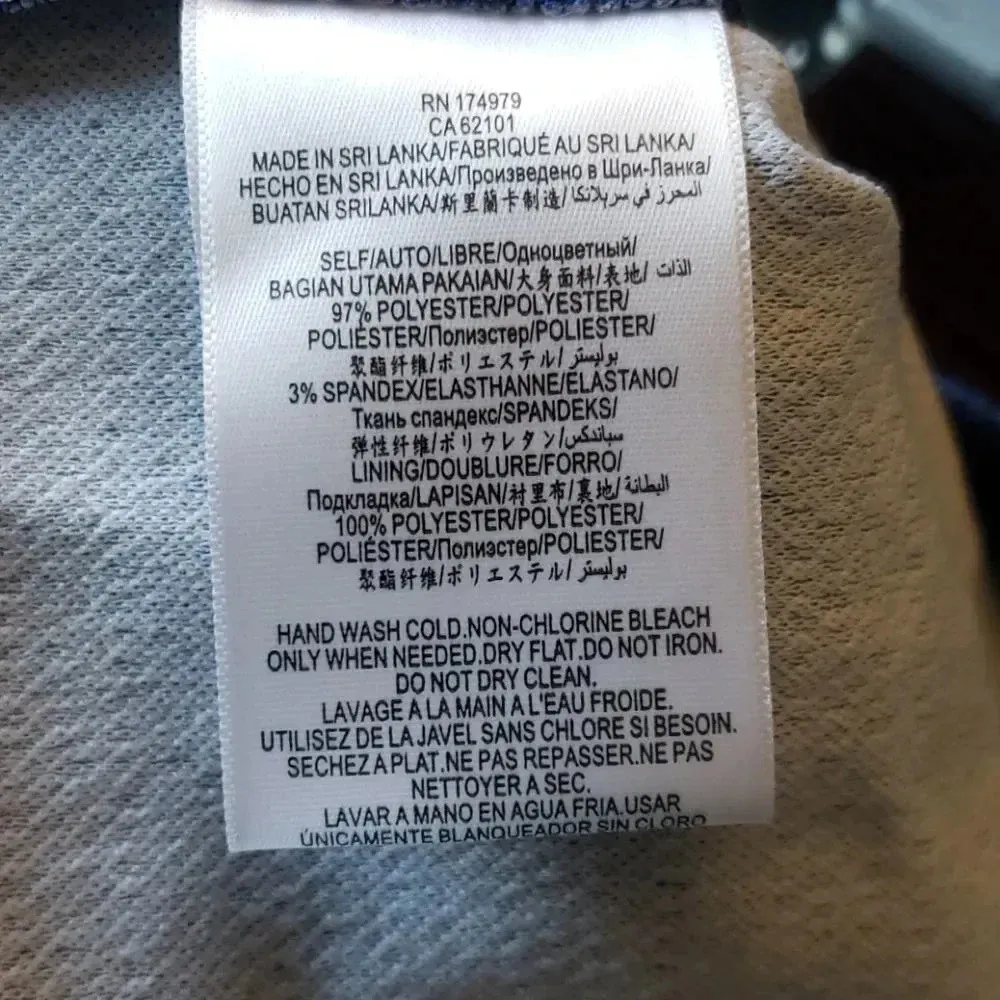 RN 174979
CA 62101
MADE IN SRI LANKA/FABRIQUÉ AU SRI LANKA/
HECHO EN SRI LANKA/Произведено в Шри-Ланка/
BUATAN SRILANKA/斯里蘭卡制造/المحرز في سريلانكا
SELF/AUTO/LIBRE/Одноцветный/
BAGIAN UTAMA PAKAIAN/大身面料/表地/ الذات
97% POLYESTER/POLYESTER/
POLIÉSTER/Полиэстер/POLIESTER/
聚酯纤维/ポリエステル/ بوليستر
3% SPANDEX/ELASTHANNE/ELASTANO/
Ткань спандекс/SPANDEKS/
弹性纤维/ポリウレタン/سباندكس
LINING/DOUBLURE/FORRO/
Подкладка/LAPISAN/衬里布/裏地/البطانة
100% POLYESTER/POLYESTER/
POLIÉSTER/Полиэстер/POLIESTER/
聚酯纤维/ポリエステル/ بوليستر
HAND WASH COLD.NON-CHLORINE BLEACH
ONLY WHEN NEEDED.DRY FLAT.DO NOT IRON.
DO NOT DRY CLEAN.
LAVAGE A LA MAIN A L'EAU FROIDE.
UTILISEZ DE LA JAVEL SANS CHLORE SI BESOIN.
SECHEZ A PLAT.NE PAS REPASSER.NE PAS
NETTOYER A SEC.
LAVAR A MANO EN AGUA FRIA.USAR
ÚNICAMENTE BLANQUEADOR SIN CLORO